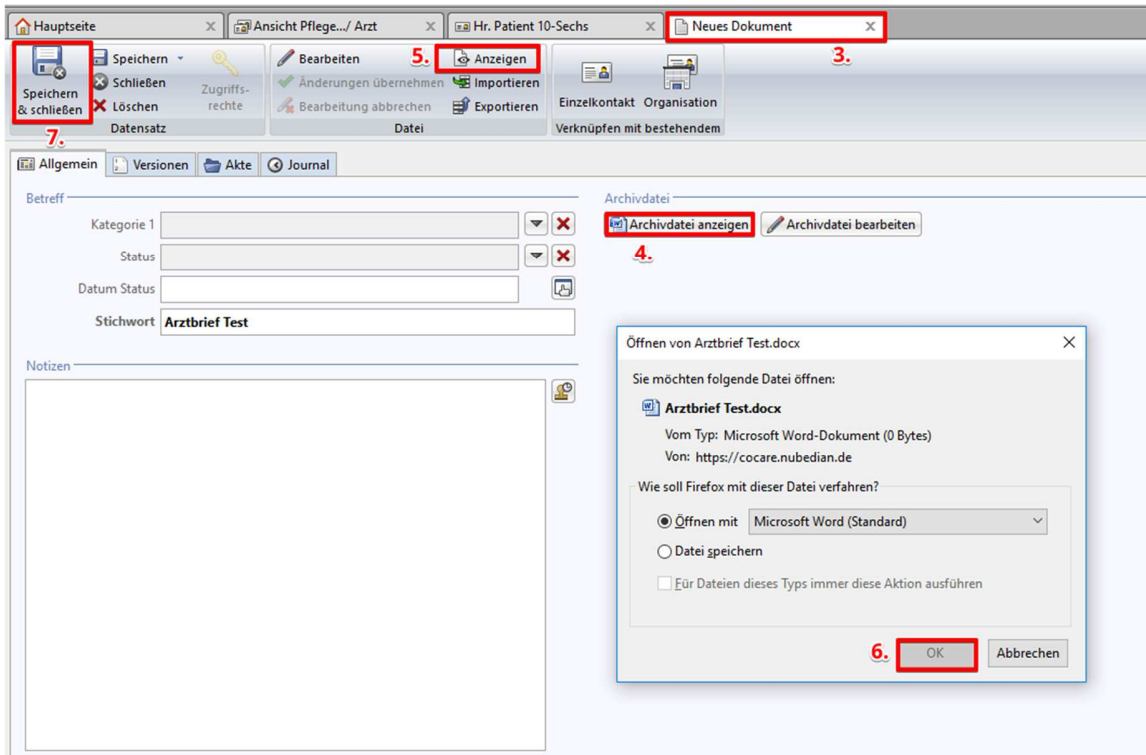 Hauptseite
Ansicht Pflege.../ Arzt
Hr. Patient 10-Sechs
Neues Dokument
3.
Speichern & schließen
7.
Speichern
Schließen
Löschen
Zugriffs-
rechte
Datensatz
Bearbeiten
Änderungen übernehmen
Bearbeitung abbrechen
5.
Anzeigen
Importieren
Exportieren
Datei
Einzelkontakt
Organisation
Verknüpfen mit bestehendem
Allgemein
Versionen
Akte
Journal
Betreff
Kategorie 1
Status
Datum Status
Stichwort Arztbrief Test
Notizen
Archivdatei
Archivdatei anzeigen
Archivdatei bearbeiten
4.
Öffnen von Arztbrief Test.docx
Sie möchten folgende Datei öffnen:
Arztbrief Test.docx
Vom Typ: Microsoft Word-Dokument (0 Bytes)
Von: https://cocare.nubedian.de
Wie soll Firefox mit dieser Datei verfahren?
Öffnen mit Microsoft Word (Standard)
Datei speichern
Für Dateien dieses Typs immer diese Aktion ausführen
6.
OK
Abbrechen